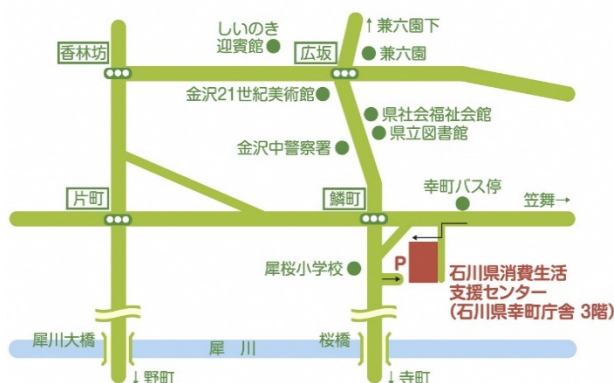 しいのき
迎賓館
↑兼六園下
香林坊
広坂
兼六園
金沢21世紀美術館
県社会福祉会館
県立図書館
金沢中警察署
片町
鱗町
幸町バス停
笠舞→
犀桜小学校
P
石川県消費生活
支援センター
(石川県幸町庁舎 3階)
犀川大橋
犀 川
桜橋
↓野町
↓寺町